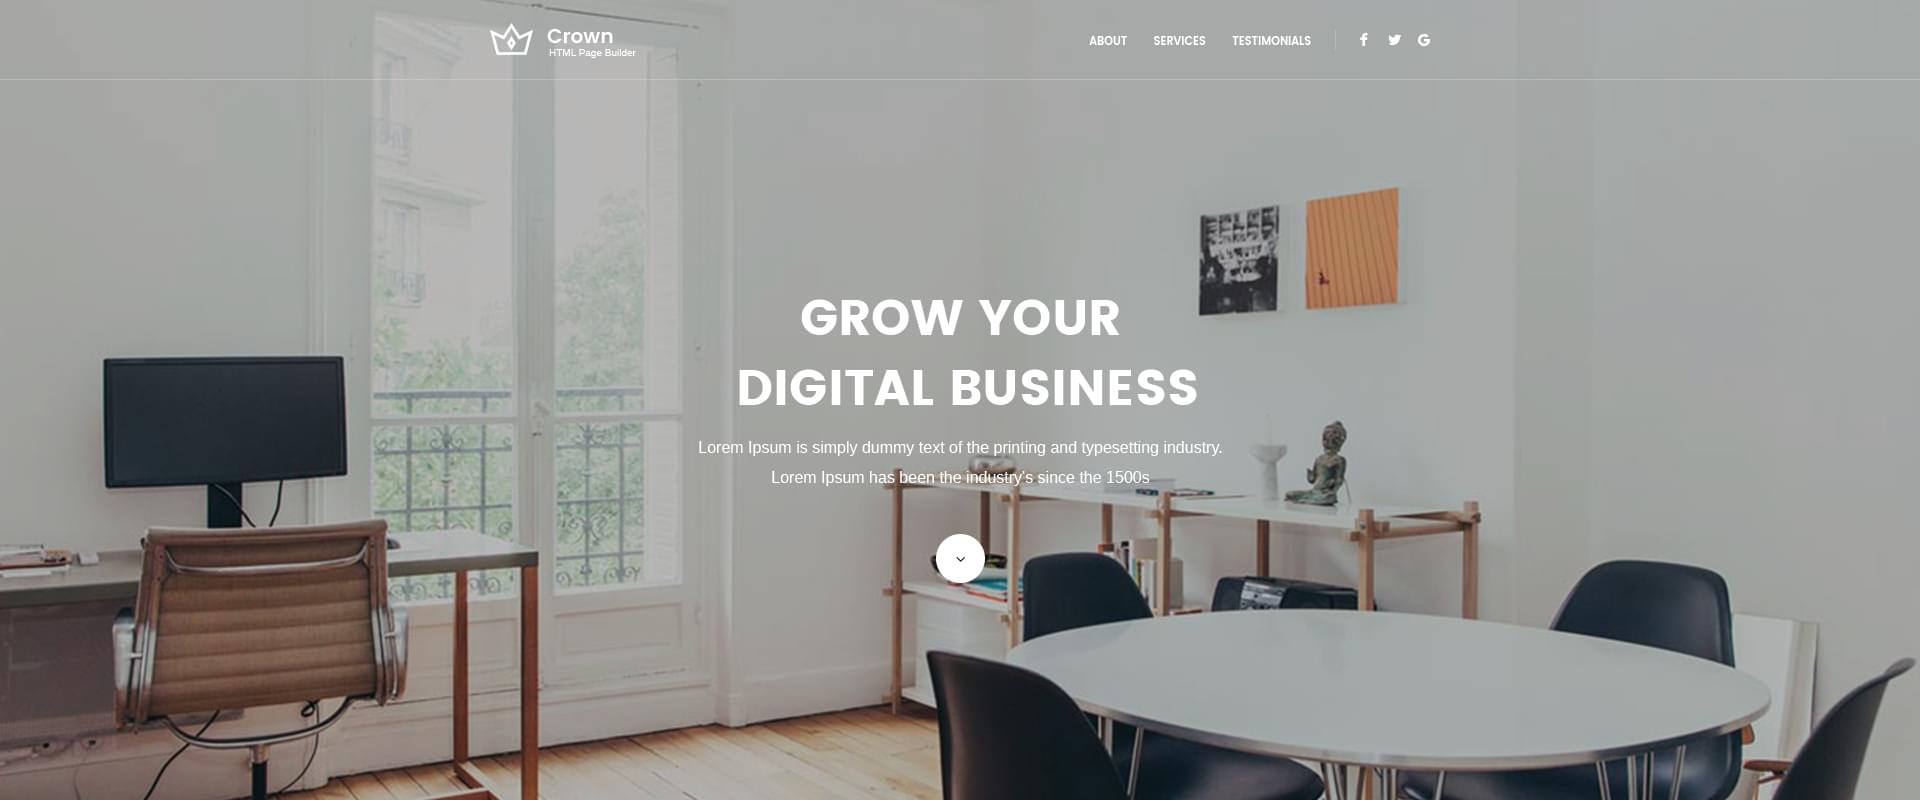 Crown
HTML Page Builder
ABOUT
SERVICES
TESTIMONIALS
GROW YOUR
DIGITAL BUSINESS
Lorem Ipsum is simply dummy text of the printing and typesetting industry.
Lorem Ipsum has been the industry's since the 1500s